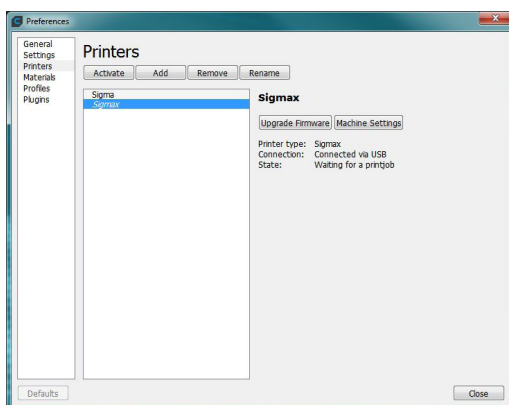 Preferences
General
Settings
Printers
Materials
Profiles
Plugins
Printers
Activate Add Remove Rename
Sigma
Sigmax
Sigmax
Upgrade Firmware Machine Settings
Printer type: Sigmax
Connection: Connected via USB
State: Waiting for a printjob
Defaults
Close